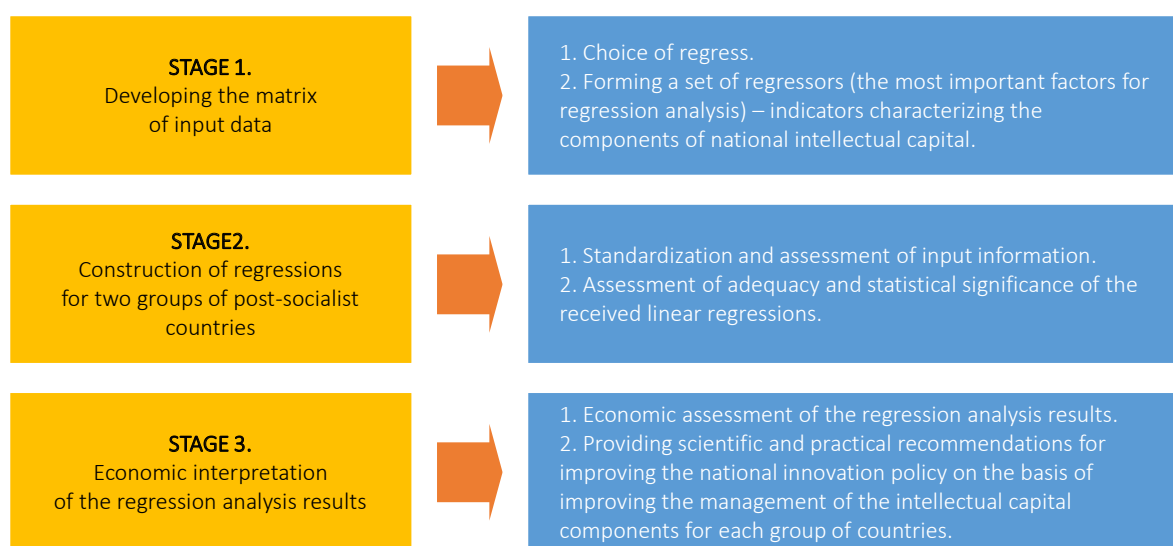 STAGE 1.
Developing the matrix
of input data
1. Choice of regress.
2. Forming a set of regressors (the most important factors for
regression analysis) – indicators characterizing the
components of national intellectual capital.
STAGE2.
Construction of regressions
for two groups of post-socialist
countries
1. Standardization and assessment of input information.
2. Assessment of adequacy and statistical significance of the
received linear regressions.
STAGE 3.
Economic interpretation
of the regression analysis results
1. Economic assessment of the regression analysis results.
2. Providing scientific and practical recommendations for
improving the national innovation policy on the basis of
improving the management of the intellectual capital
components for each group of countries.